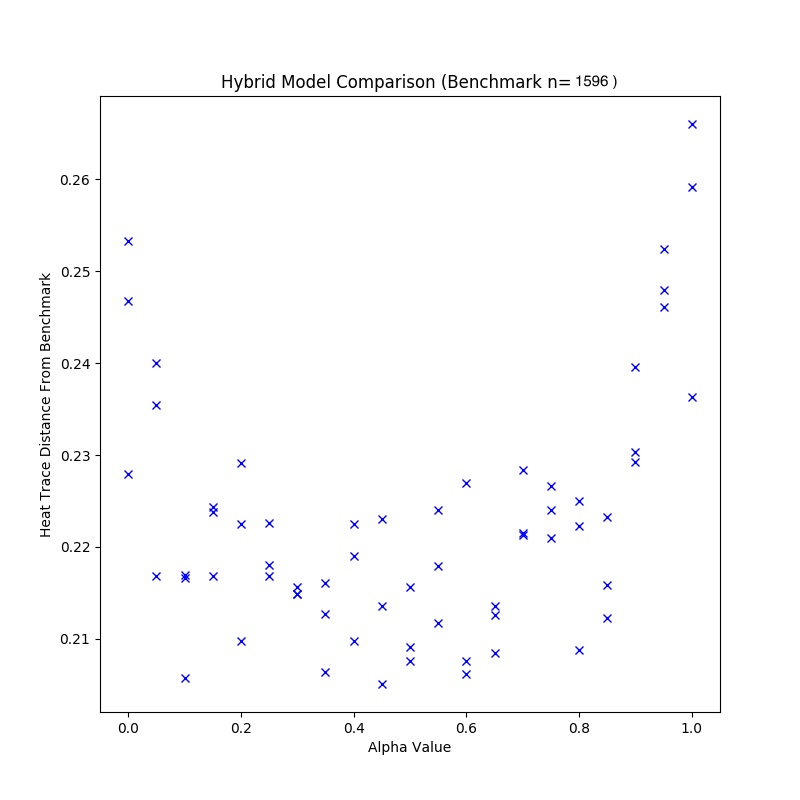 Hybrid Model Comparison (Benchmark n= 1596 )
0.26
0.25
0.24
0.23
0.22
0.21
Heat Trace Distance From Benchmark
0.0 0.2 0.4 0.6 0.8 1.0
Alpha Value